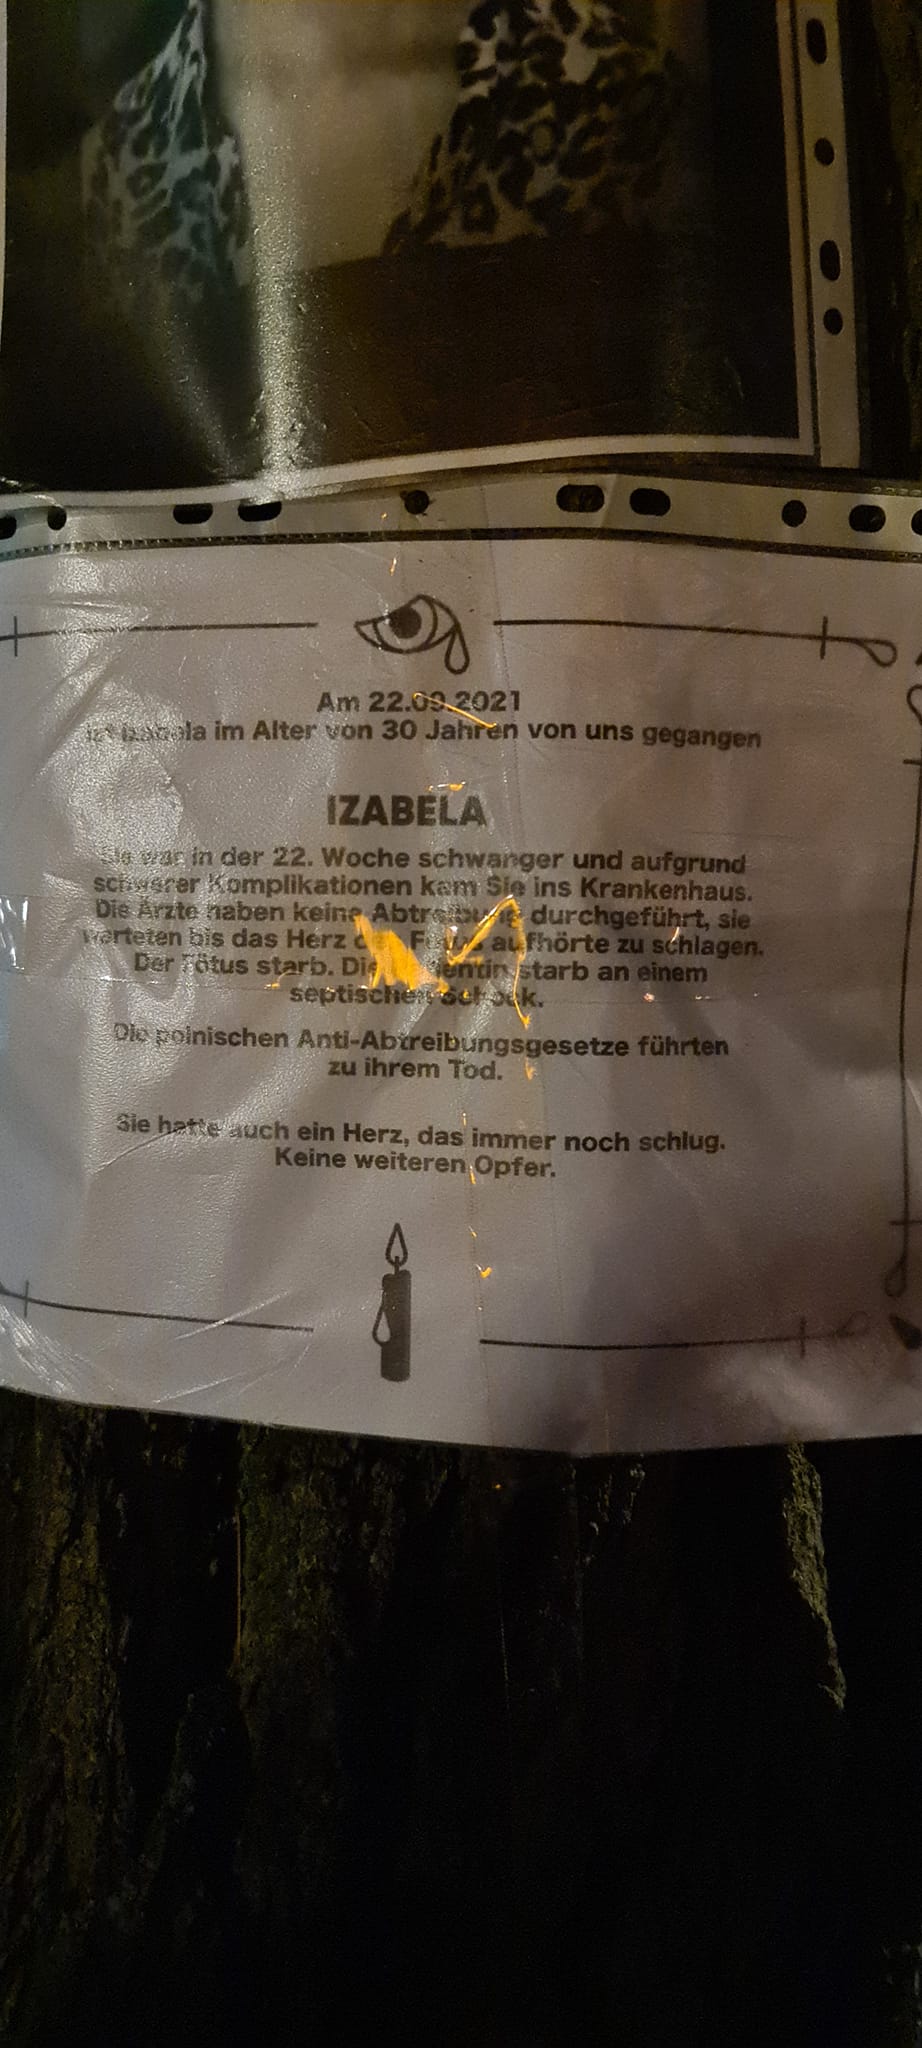 Am 22.09.2021
ist Izabela im Alter von 30 Jahren von uns gegangen
IZABELA
Sie war in der 22. Woche schwanger und aufgrund
schwerer Komplikationen kam Sie ins Krankenhaus.
Die Ärzte haben keine Abtreibung durchgeführt, sie
warteten bis das Herz des Fötus aufhörte zu schlagen.
Der Fötus starb. Die Patientin starb an einem
septischen Schock.
Die polnischen Anti-Abtreibungsgesetze führten
zu ihrem Tod.
Sie hatte auch ein Herz, das immer noch schlug.
Keine weiteren Opfer.